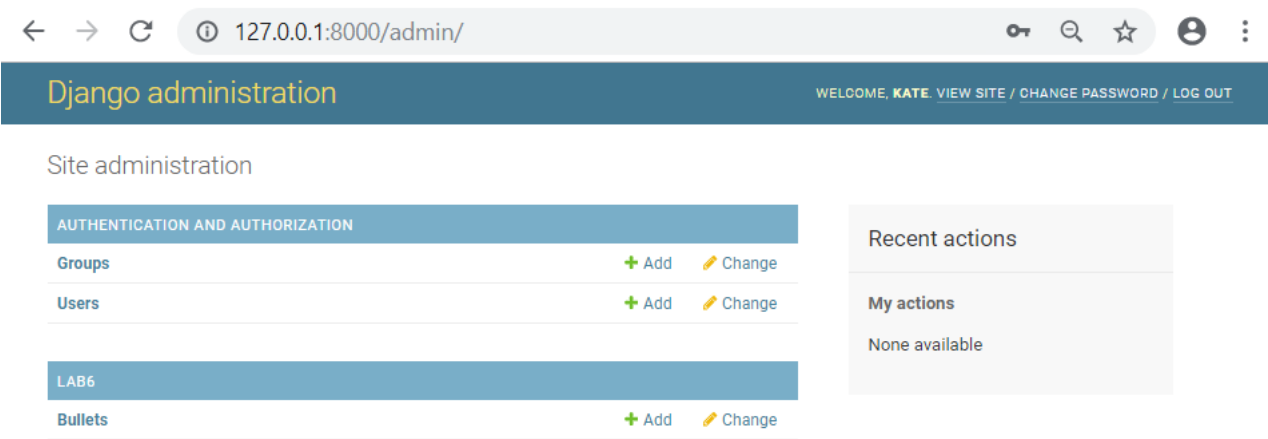 127.0.0.1:8000/admin/
Django administration
WELCOME, KATE. VIEW SITE / CHANGE PASSWORD / LOG OUT
Site administration
AUTHENTICATION AND AUTHORIZATION
Groups Add Change
Users Add Change
LAB6
Bullets Add Change
Recent actions
My actions
None available